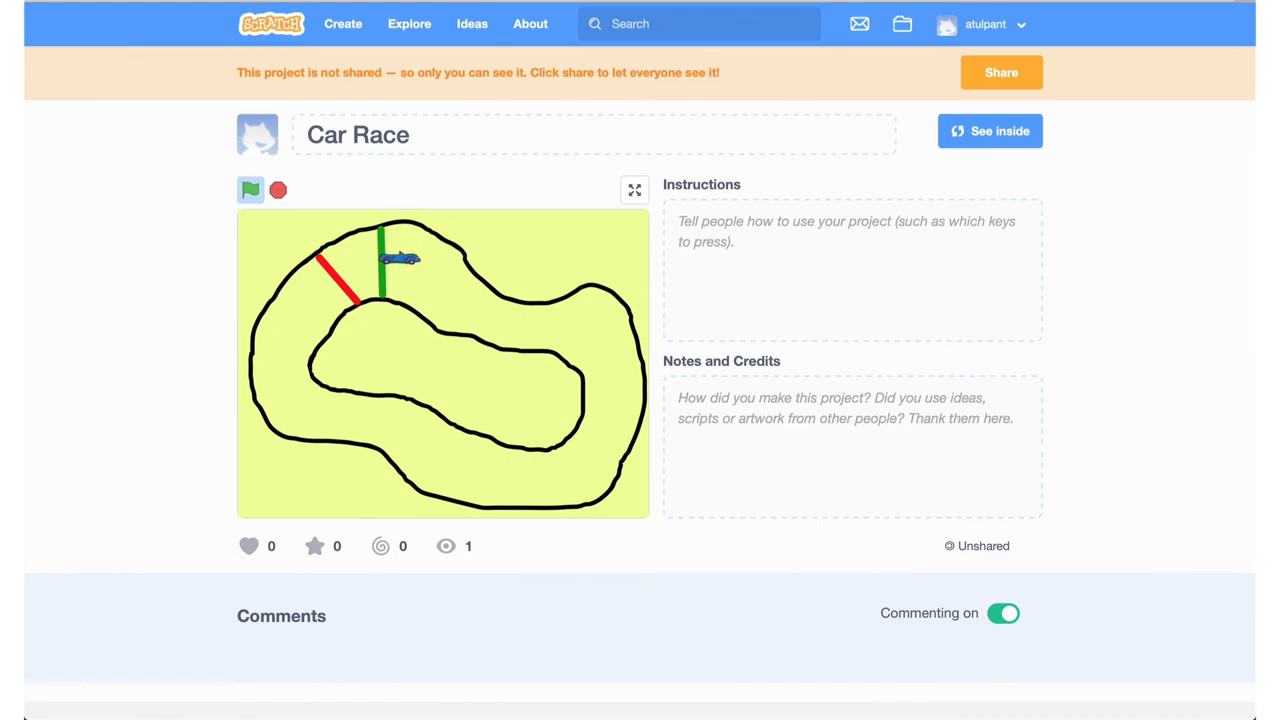 SCRATCH Create Explore Ideas About Search atulpant
This project is not shared — so only you can see it. Click share to let everyone see it! Share
Car Race See inside
Instructions
Tell people how to use your project (such as which keys
to press).
Notes and Credits
How did you make this project? Did you use ideas,
scripts or artwork from other people? Thank them here.
0 0 0 1 Unshared
Comments Commenting on